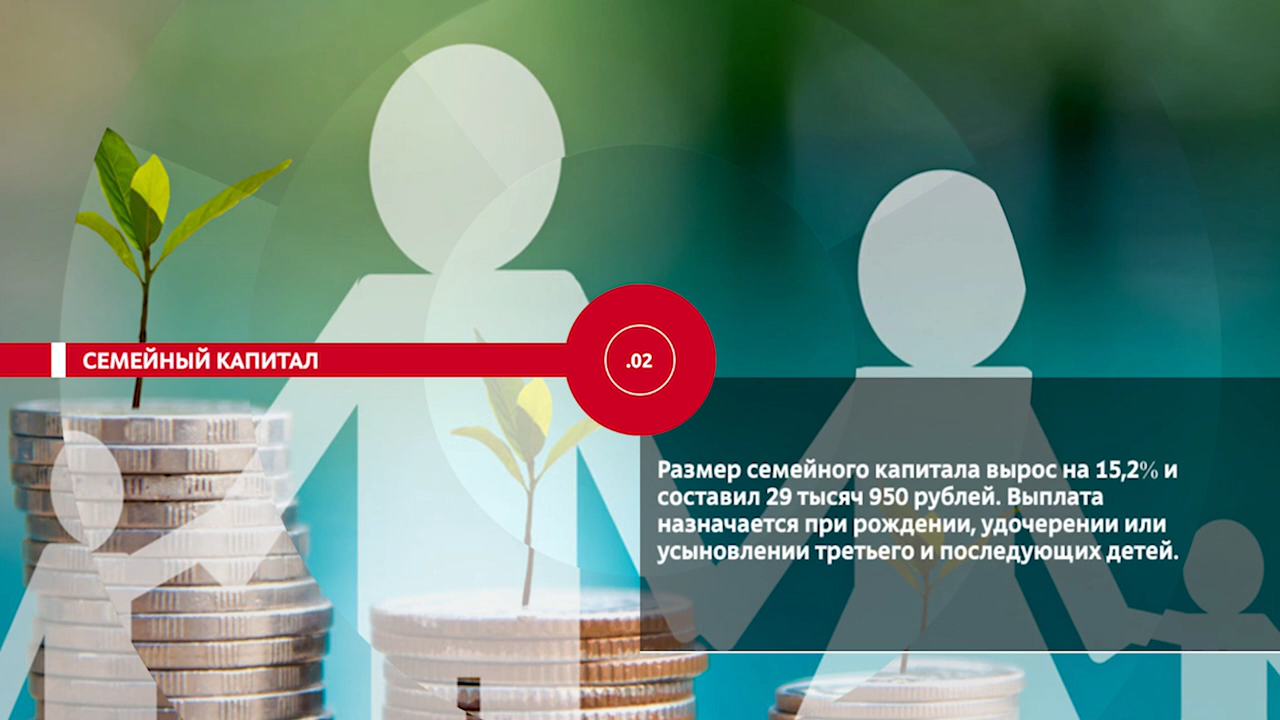 СЕМЕЙНЫЙ КАПИТАЛ
.02
Размер семейного капитала вырос на 15,2% и
составил 29 тысяч 950 рублей. Выплата
назначается при рождении, удочерении или
усыновлении третьего и последующих детей.